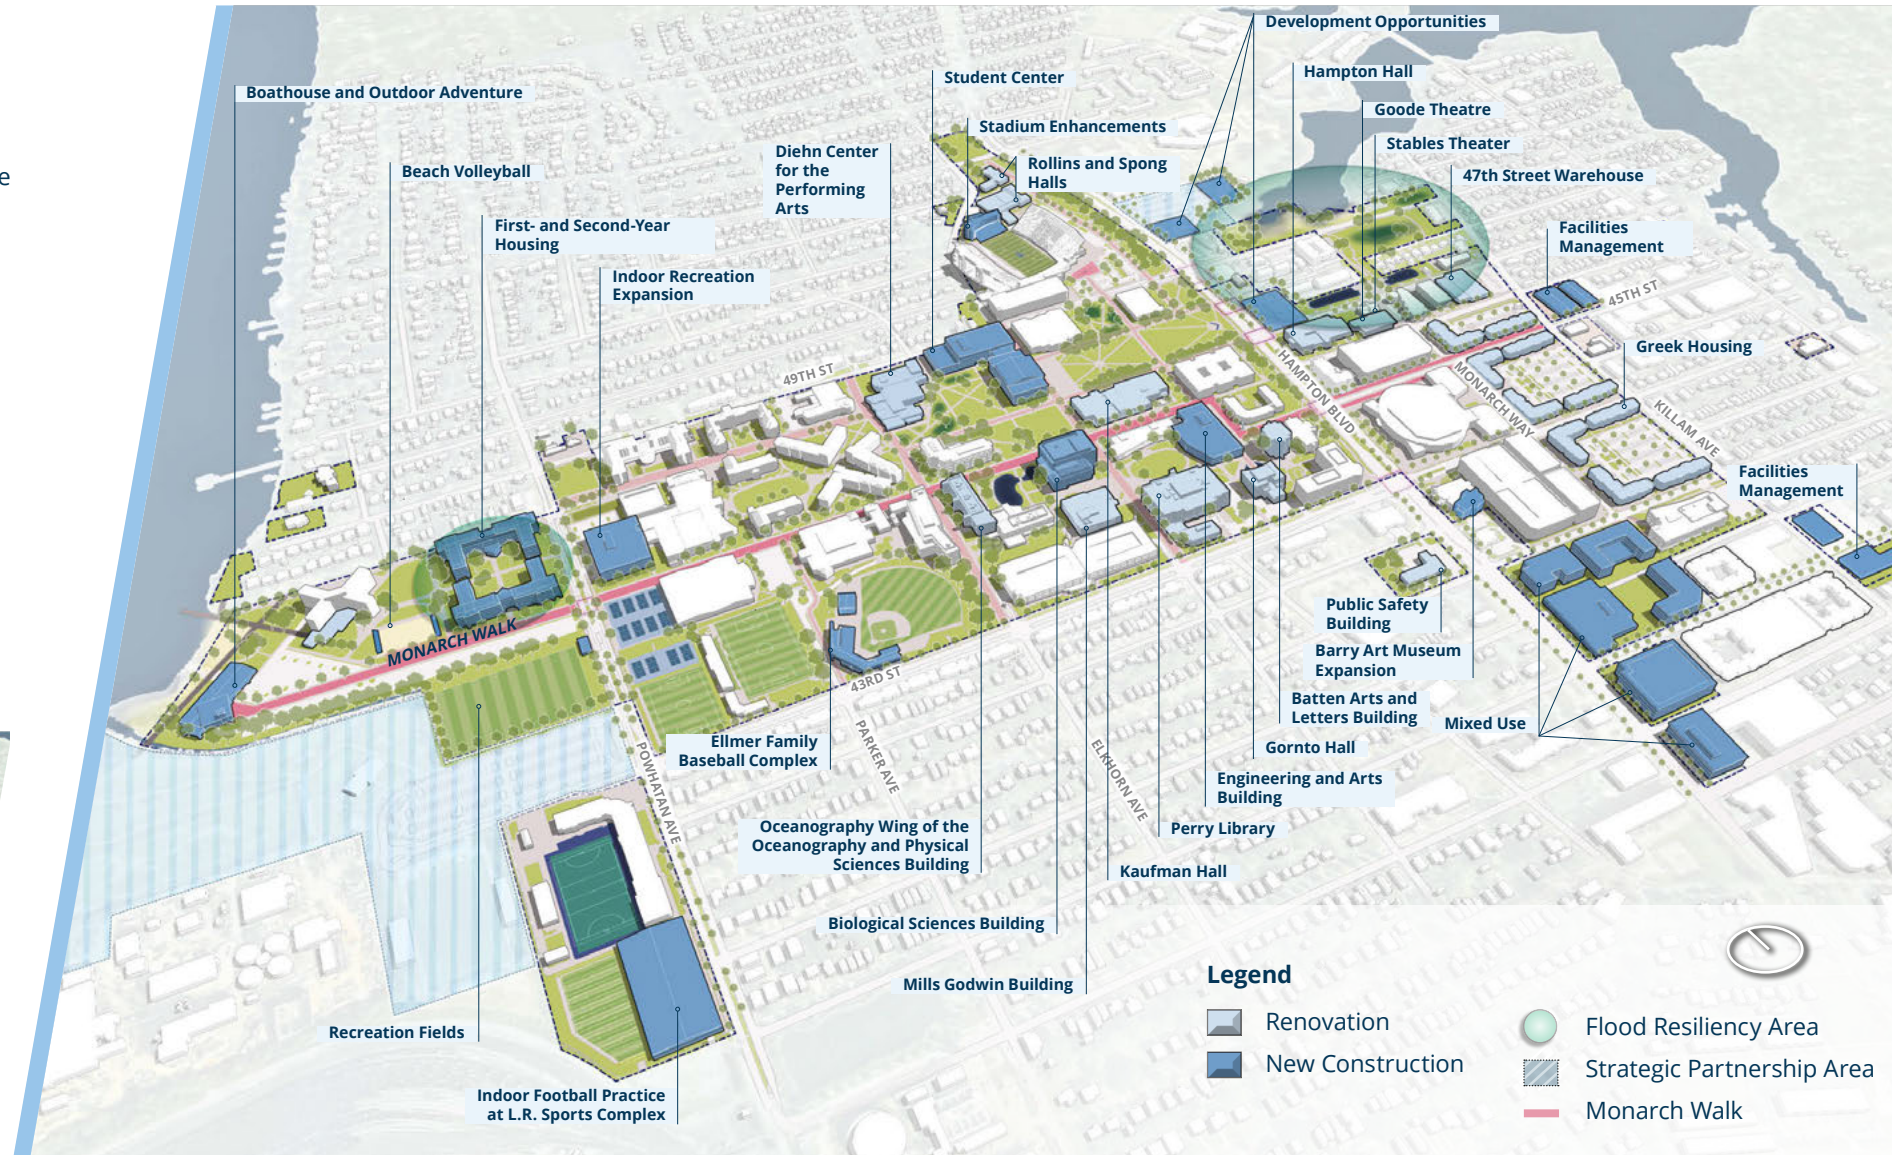 e
Development Opportunities
Student Center
Hampton Hall
Boathouse and Outdoor Adventure
Goode Theatre
Stadium Enhancements
Stables Theater
Diehn Center
for the
Performing
Arts
Rollins and Spong
Halls
Beach Volleyball
47th Street Warehouse
First- and Second-Year
Housing
Facilities
Management
Indoor Recreation
Expansion
45TH ST
Greek Housing
49TH ST
HAMPTON BLVD
MONARCH WAY
KILLAM AVE
Facilities
Management
Public Safety
Building
MONARCH WALK
Barry Art Museum
Expansion
43RD ST
Batten Arts and
Letters Building
Mixed Use
Ellmer Family
Baseball Complex
POWHATAN AVE
PARKER AVE
ELKHORN AVE
Gornto Hall
Engineering and Arts
Building
Oceanography Wing of the
Oceanography and Physical
Sciences Building
Perry Library
Kaufman Hall
Biological Sciences Building
Mills Godwin Building
Recreation Fields
Indoor Football Practice
at L.R. Sports Complex
Legend
Renovation
New Construction
Flood Resiliency Area
Strategic Partnership Area
Monarch Walk